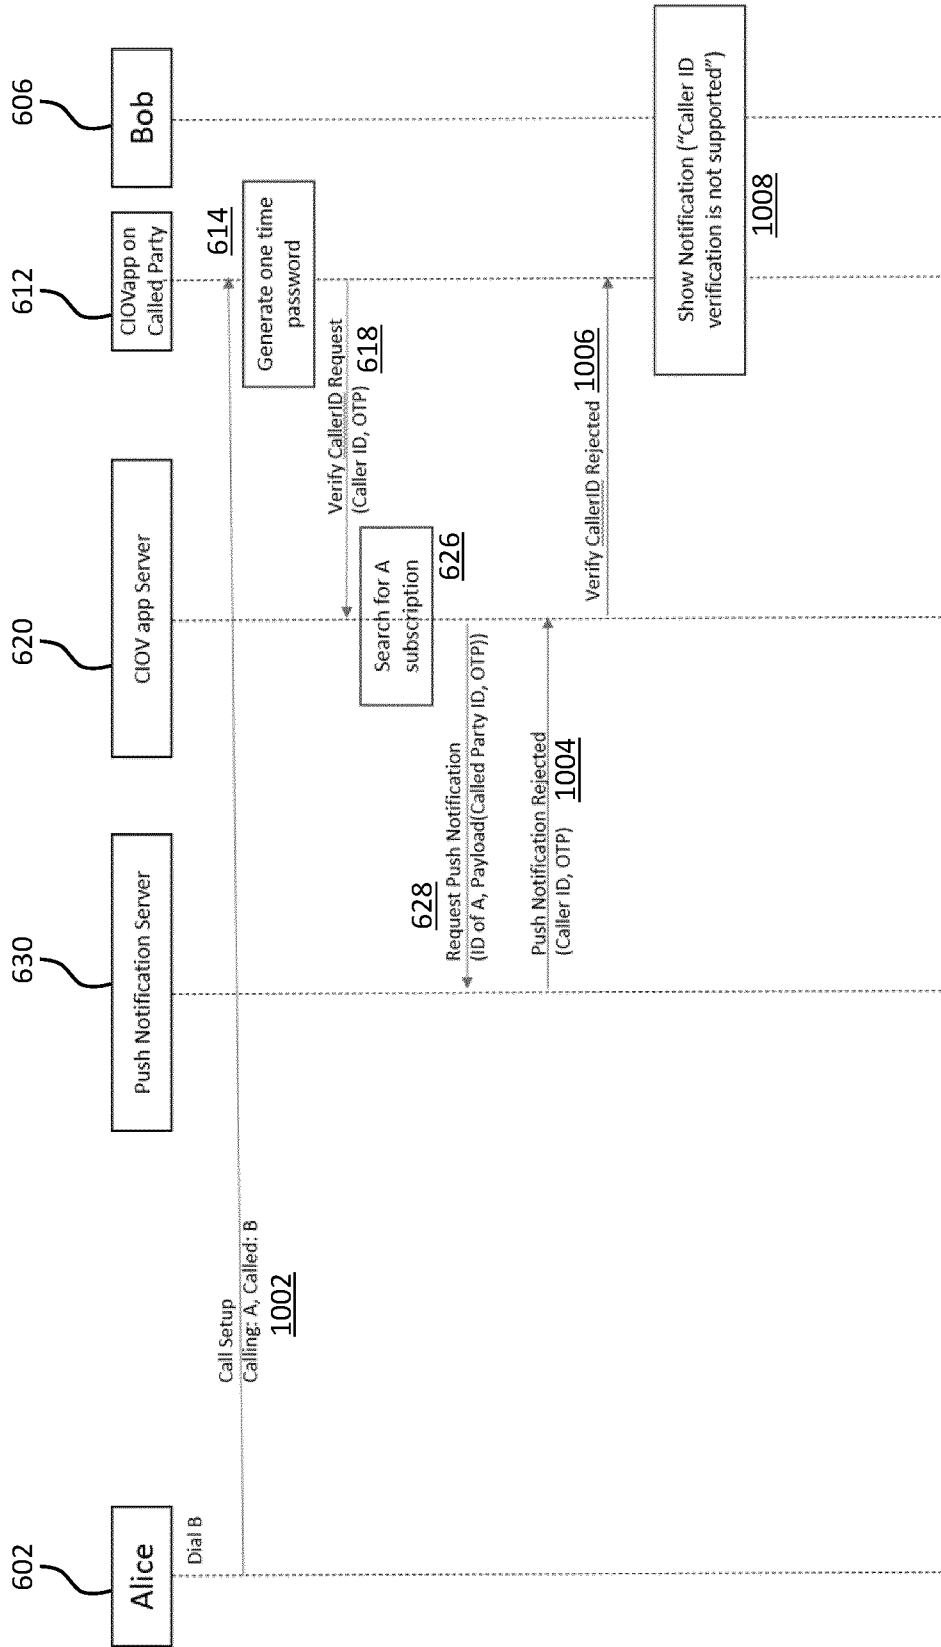 602
630
620
612
606
Alice
Push Notification Server
CIOV app Server
CIOVapp on
Called Party
Bob
Dial B
Call Setup
Calling: A, Called: B
1002
614
Generate one time
password
Verify CallerID Request
(Caller ID, OTP)
618
Search for A
subscription
626
628
Request Push Notification
(ID of A, Payload(Called Party ID, OTP))
Push Notification Rejected
(Caller ID, OTP)
1004
Verify CallerID Rejected
1006
Show Notification ("Caller ID
verification is not supported")
1008